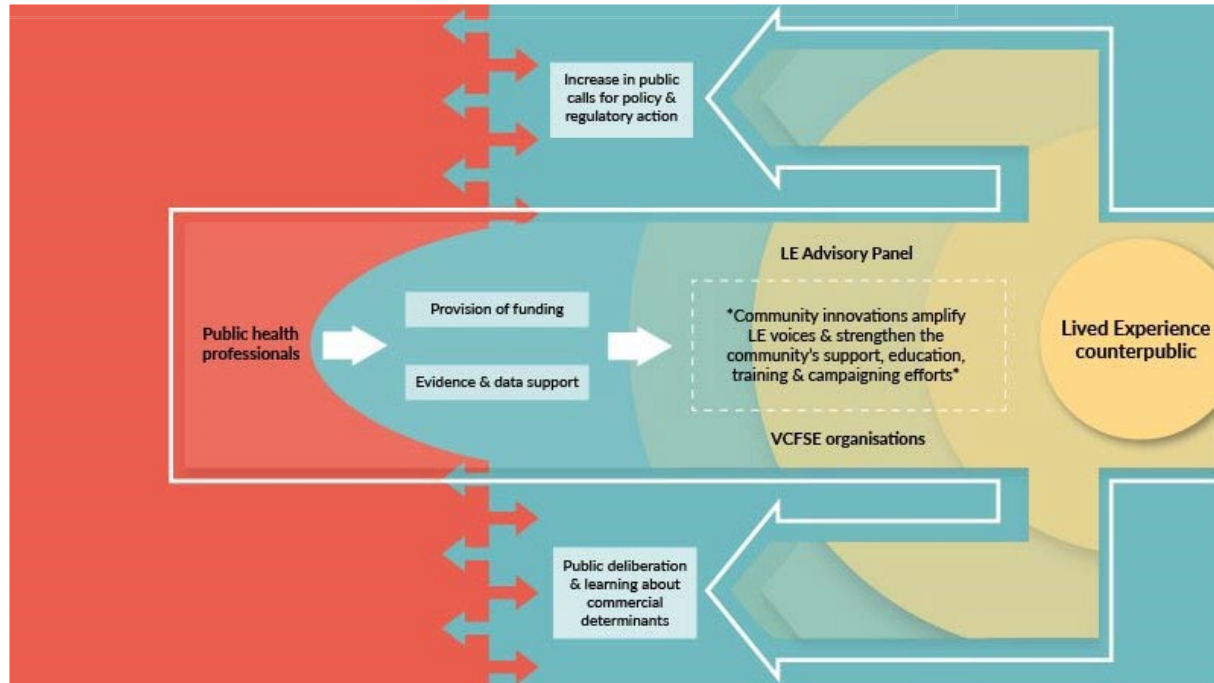 Increase in public
calls for policy &
regulatory action
LE Advisory Panel
Provision of funding
Public health
professionals
Evidence & data support
*Community innovations amplify
LE voices & strengthen the
community's support, education,
training & campaigning efforts*
Lived Experience
counterpublic
VCFSE organisations
Public deliberation
& learning about
commercial
determinants